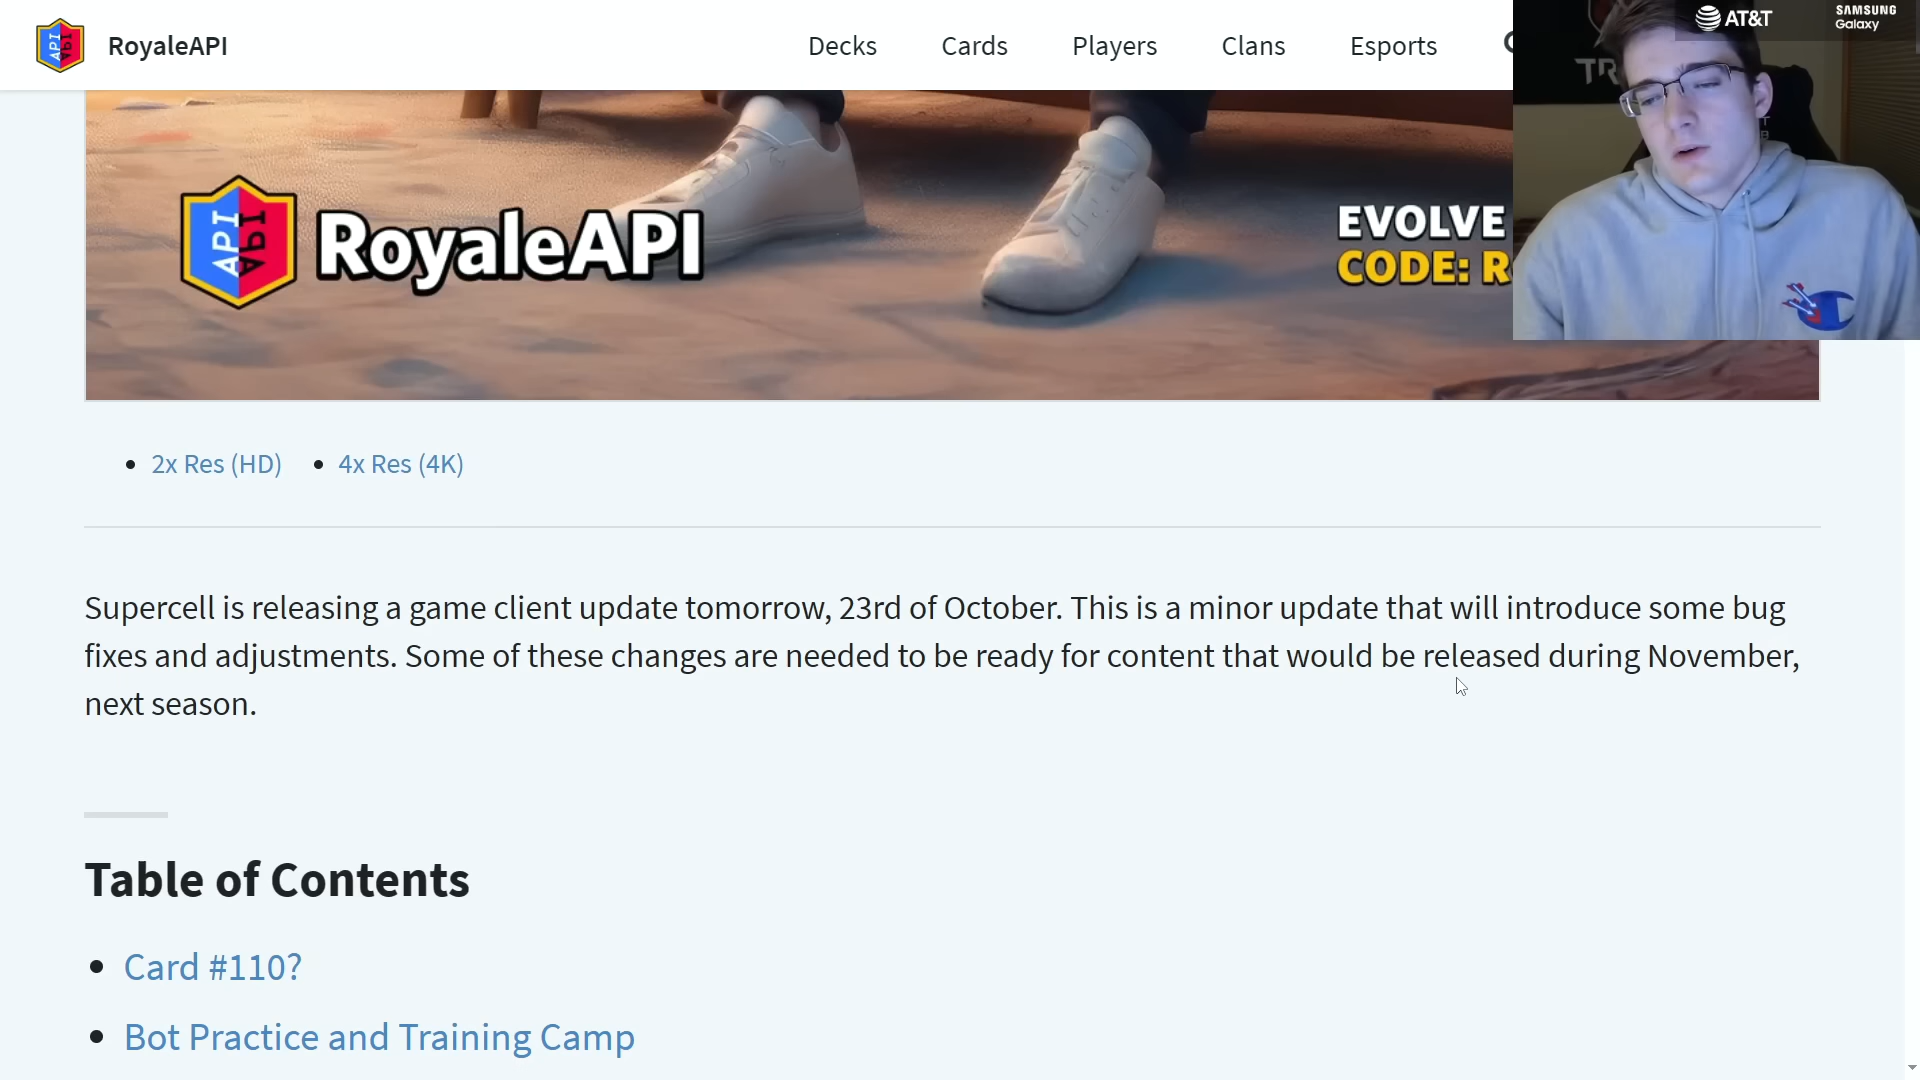 RoyaleAPI
Decks
Cards
Players
Clans
Esports
AT&T
SAMSUNG
Galaxy
TR
API
RoyaleAPI
EVOLVE
CODE: R
2x Res (HD)
4x Res (4K)
Supercell is releasing a game client update tomorrow, 23rd of October. This is a minor update that will introduce some bug
fixes and adjustments. Some of these changes are needed to be ready for content that would be released during November,
next season.
Table of Contents
Card #110?
Bot Practice and Training Camp